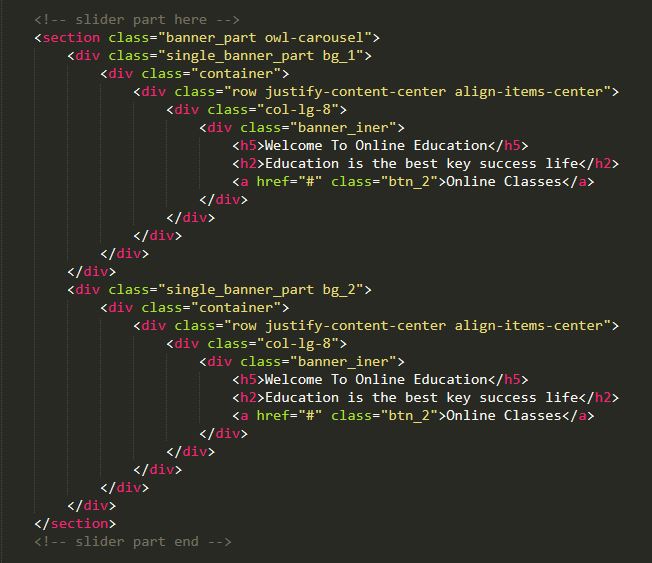 <!-- slider part here -->
<section class="banner_part owl-carousel">
    <div class="single_banner_part bg_1">
        <div class="container">
            <div class="row justify-content-center align-items-center">
                <div class="col-lg-8">
                    <div class="banner_iner">
                        <h5>Welcome To Online Education</h5>
                        <h2>Education is the best key success life</h2>
                        <a href="#" class="btn_2">Online Classes</a>
                    </div>
                </div>
            </div>
        </div>
    </div>
    <div class="single_banner_part bg_2">
        <div class="container">
            <div class="row justify-content-center align-items-center">
                <div class="col-lg-8">
                    <div class="banner_iner">
                        <h5>Welcome To Online Education</h5>
                        <h2>Education is the best key success life</h2>
                        <a href="#" class="btn_2">Online Classes</a>
                    </div>
                </div>
            </div>
        </div>
    </div>
</section>
<!-- slider part end -->